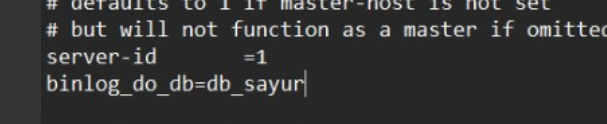 # defaults to 1 if master-host is not set
# but will not function as a master if omitted
server-id       =1
binlog_do_db=db_sayur